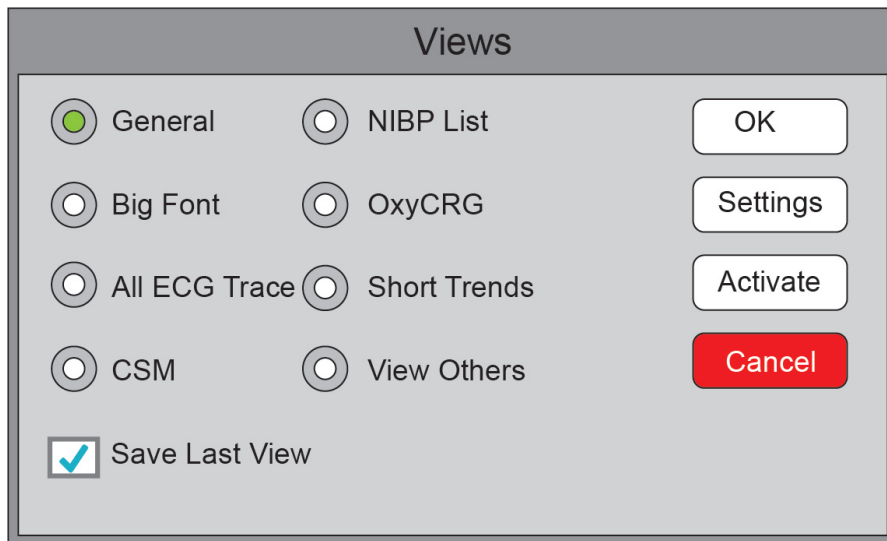 Views
General
NIBP List
OK
Big Font
OxyCRG
Settings
All ECG Trace
Short Trends
Activate
CSM
View Others
Cancel
Save Last View